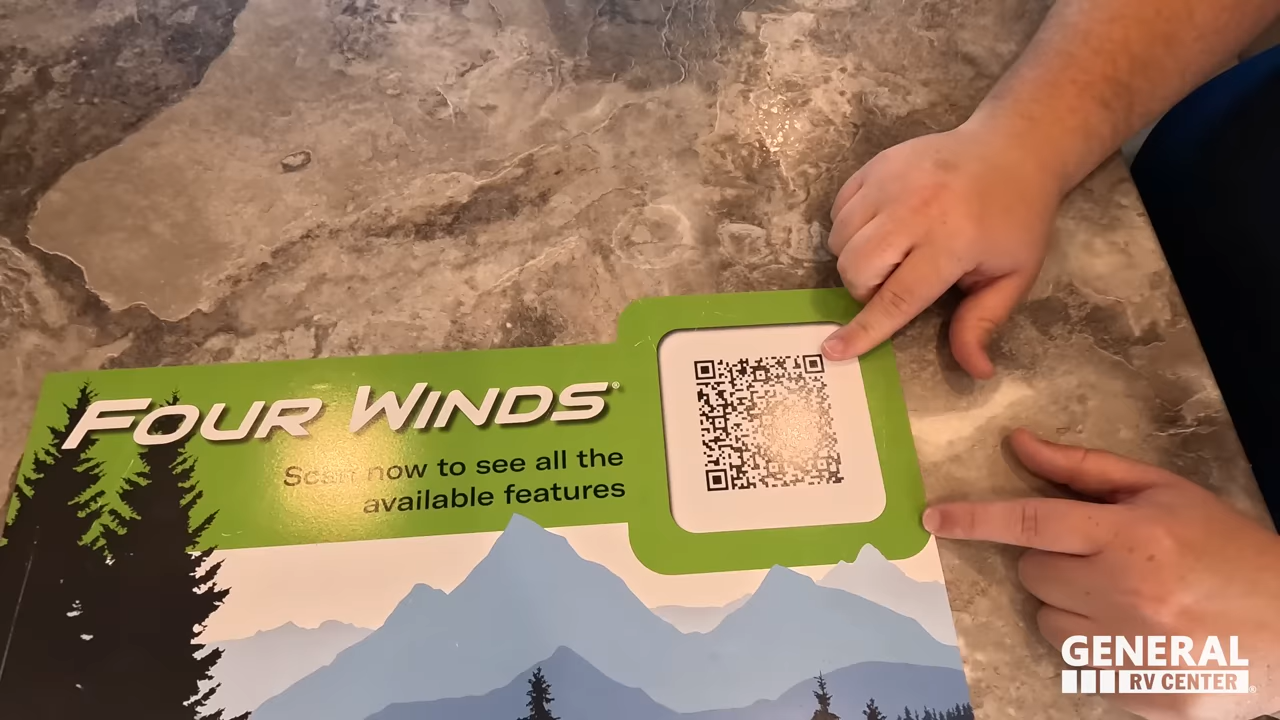 FOUR WINDS®
Scan now to see all the
available features
GENERAL
RV CENTER®